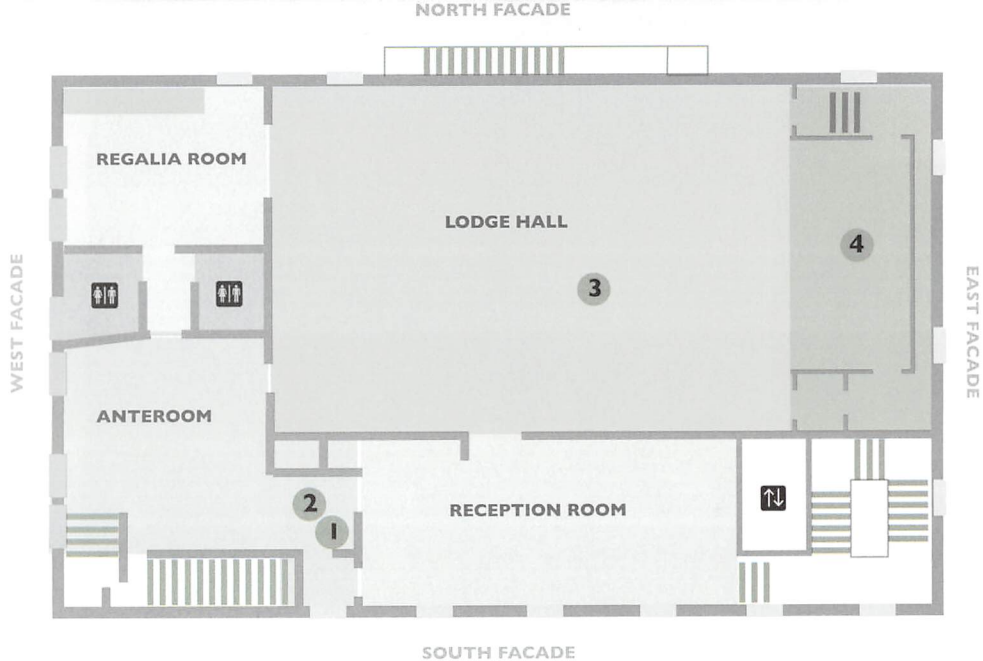 NORTH FACADE
REGALIA ROOM
LODGE HALL
4
3
WEST FACADE
EAST FACADE
ANTEROOM
2
1
RECEPTION ROOM
SOUTH FACADE